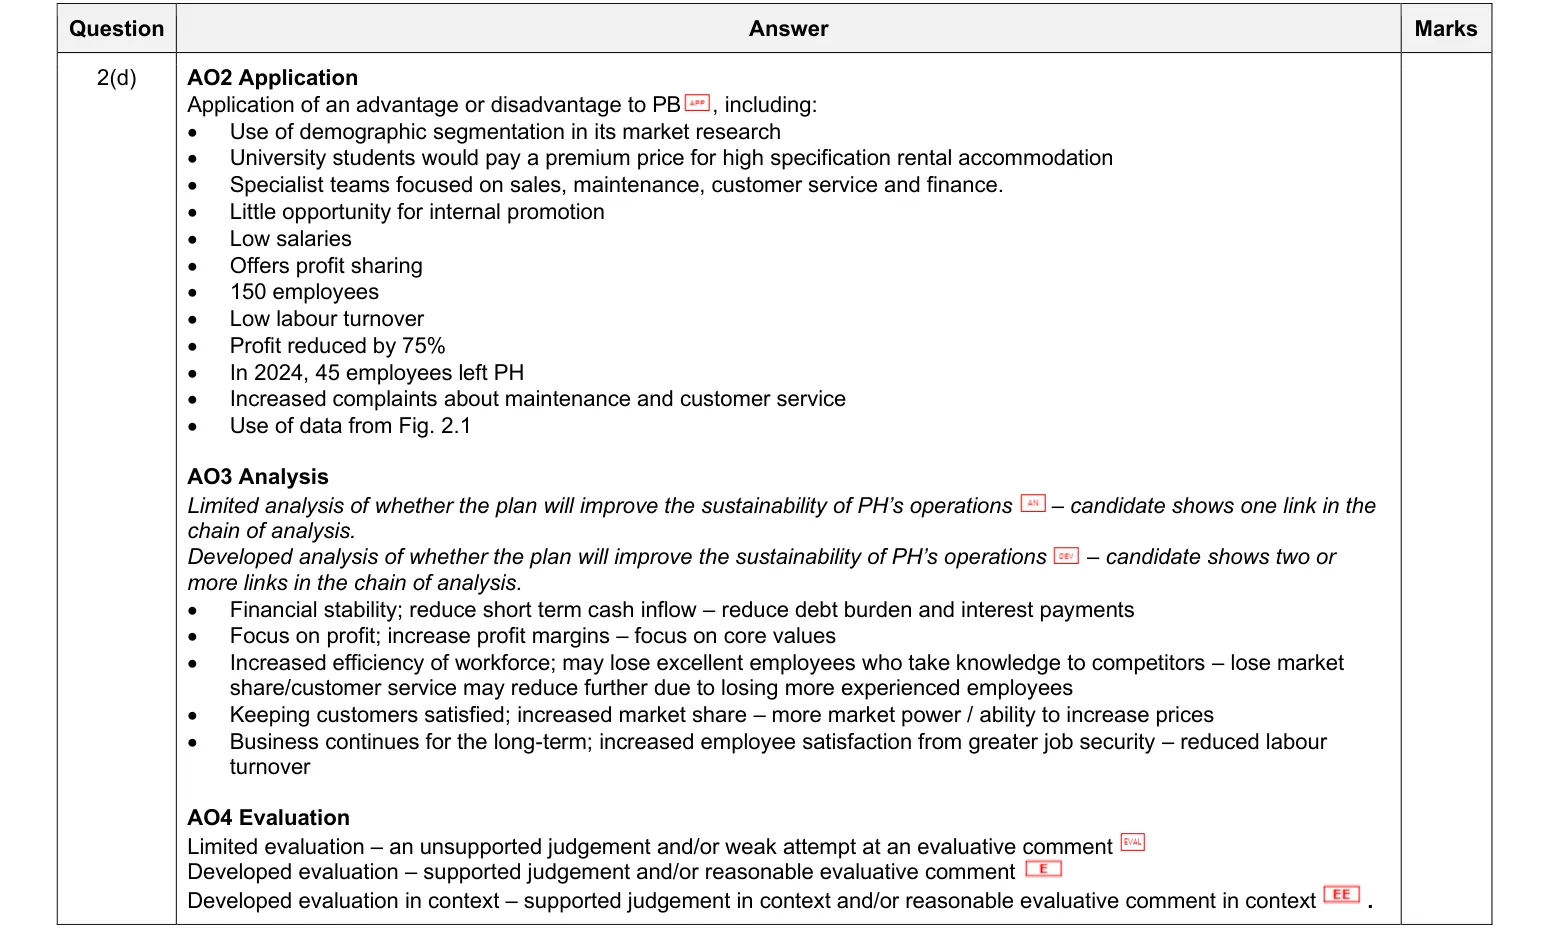 Question Answer Marks
2(d) AO2 Application
Application of an advantage or disadvantage to PB APP , including:
• Use of demographic segmentation in its market research
• University students would pay a premium price for high specification rental accommodation
• Specialist teams focused on sales, maintenance, customer service and finance.
• Little opportunity for internal promotion
• Low salaries
• Offers profit sharing
• 150 employees
• Low labour turnover
• Profit reduced by 75%
• In 2024, 45 employees left PH
• Increased complaints about maintenance and customer service
• Use of data from Fig. 2.1
AO3 Analysis
Limited analysis of whether the plan will improve the sustainability of PH's operations AN – candidate shows one link in the
chain of analysis.
Developed analysis of whether the plan will improve the sustainability of PH's operations DEV – candidate shows two or
more links in the chain of analysis.
• Financial stability; reduce short term cash inflow – reduce debt burden and interest payments
• Focus on profit; increase profit margins – focus on core values
• Increased efficiency of workforce; may lose excellent employees who take knowledge to competitors – lose market
share/customer service may reduce further due to losing more experienced employees
• Keeping customers satisfied; increased market share – more market power / ability to increase prices
• Business continues for the long-term; increased employee satisfaction from greater job security – reduced labour
turnover
AO4 Evaluation
Limited evaluation – an unsupported judgement and/or weak attempt at an evaluative comment EVAL
Developed evaluation – supported judgement and/or reasonable evaluative comment E
Developed evaluation in context – supported judgement in context and/or reasonable evaluative comment in context EE .